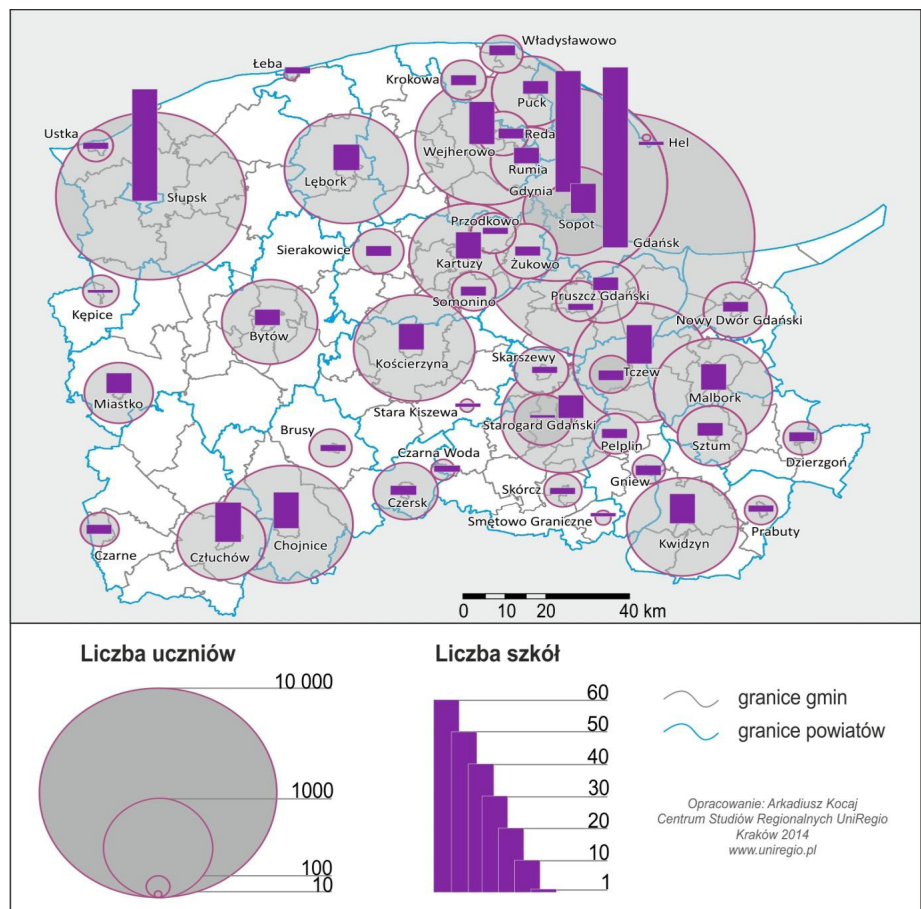 Władysławowo
Łeba
Krokowa
Puck
Ustka
Reda
Hel
Wejherowo
Rumia
Lębork
Słupsk
Gdynia
Sopot
Przodkowo
Gdańsk
Sierakowice
Kartuzy
Żukowo
Kępice
Somonino
Pruszcz Gdański
Nowy Dwór Gdański
Bytów
Kościerzyna
Skarszewy
Tczew
Miastko
Malbork
Stara Kiszewa
Starogard Gdański
Brusy
Pelplin
Sztum
Czarna Woda
Dzierzgoń
Gniew
Skórcz
Czersk
Smętowo Graniczne
Prabuty
Czarne
Człuchów
Chojnice
Kwidzyn
0 10 20 40 km
Liczba uczniów
10 000
1000
100
10
Liczba szkół
60
50
40
30
20
10
1
granice gmin
granice powiatów
Opracowanie: Arkadiusz Kocaj
Centrum Studiów Regionalnych UniRegio
Kraków 2014
www.uniregio.pl